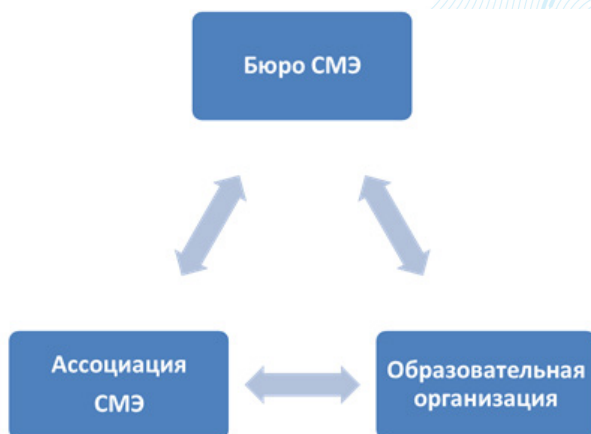 Бюро СМЭ
Ассоциация
СМЭ
Образовательная
организация